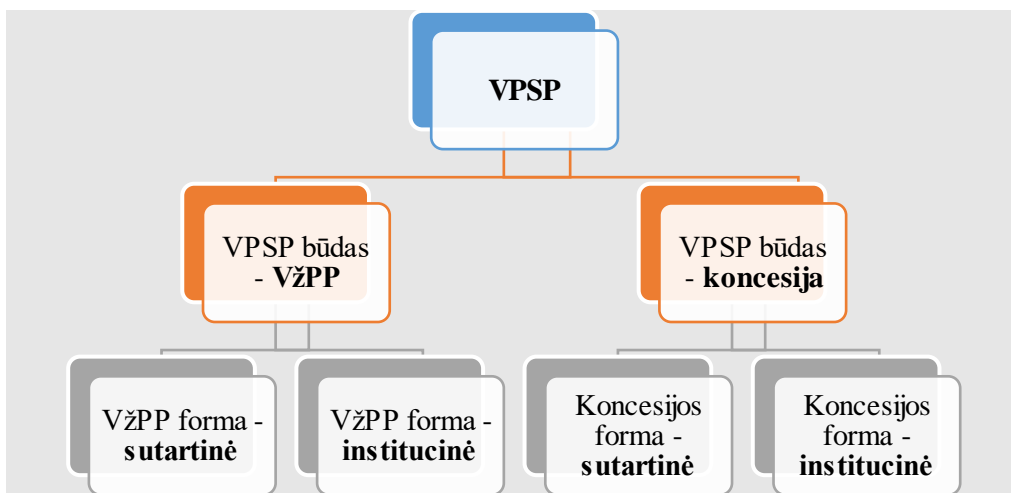 VPSP
VPSP būdas
- VžPP
VPSP būdas
- koncesija
VžPP forma -
sutartinė
VžPP forma -
institucinė
Koncesijos
forma -
sutartinė
Koncesijos
forma -
institucinė